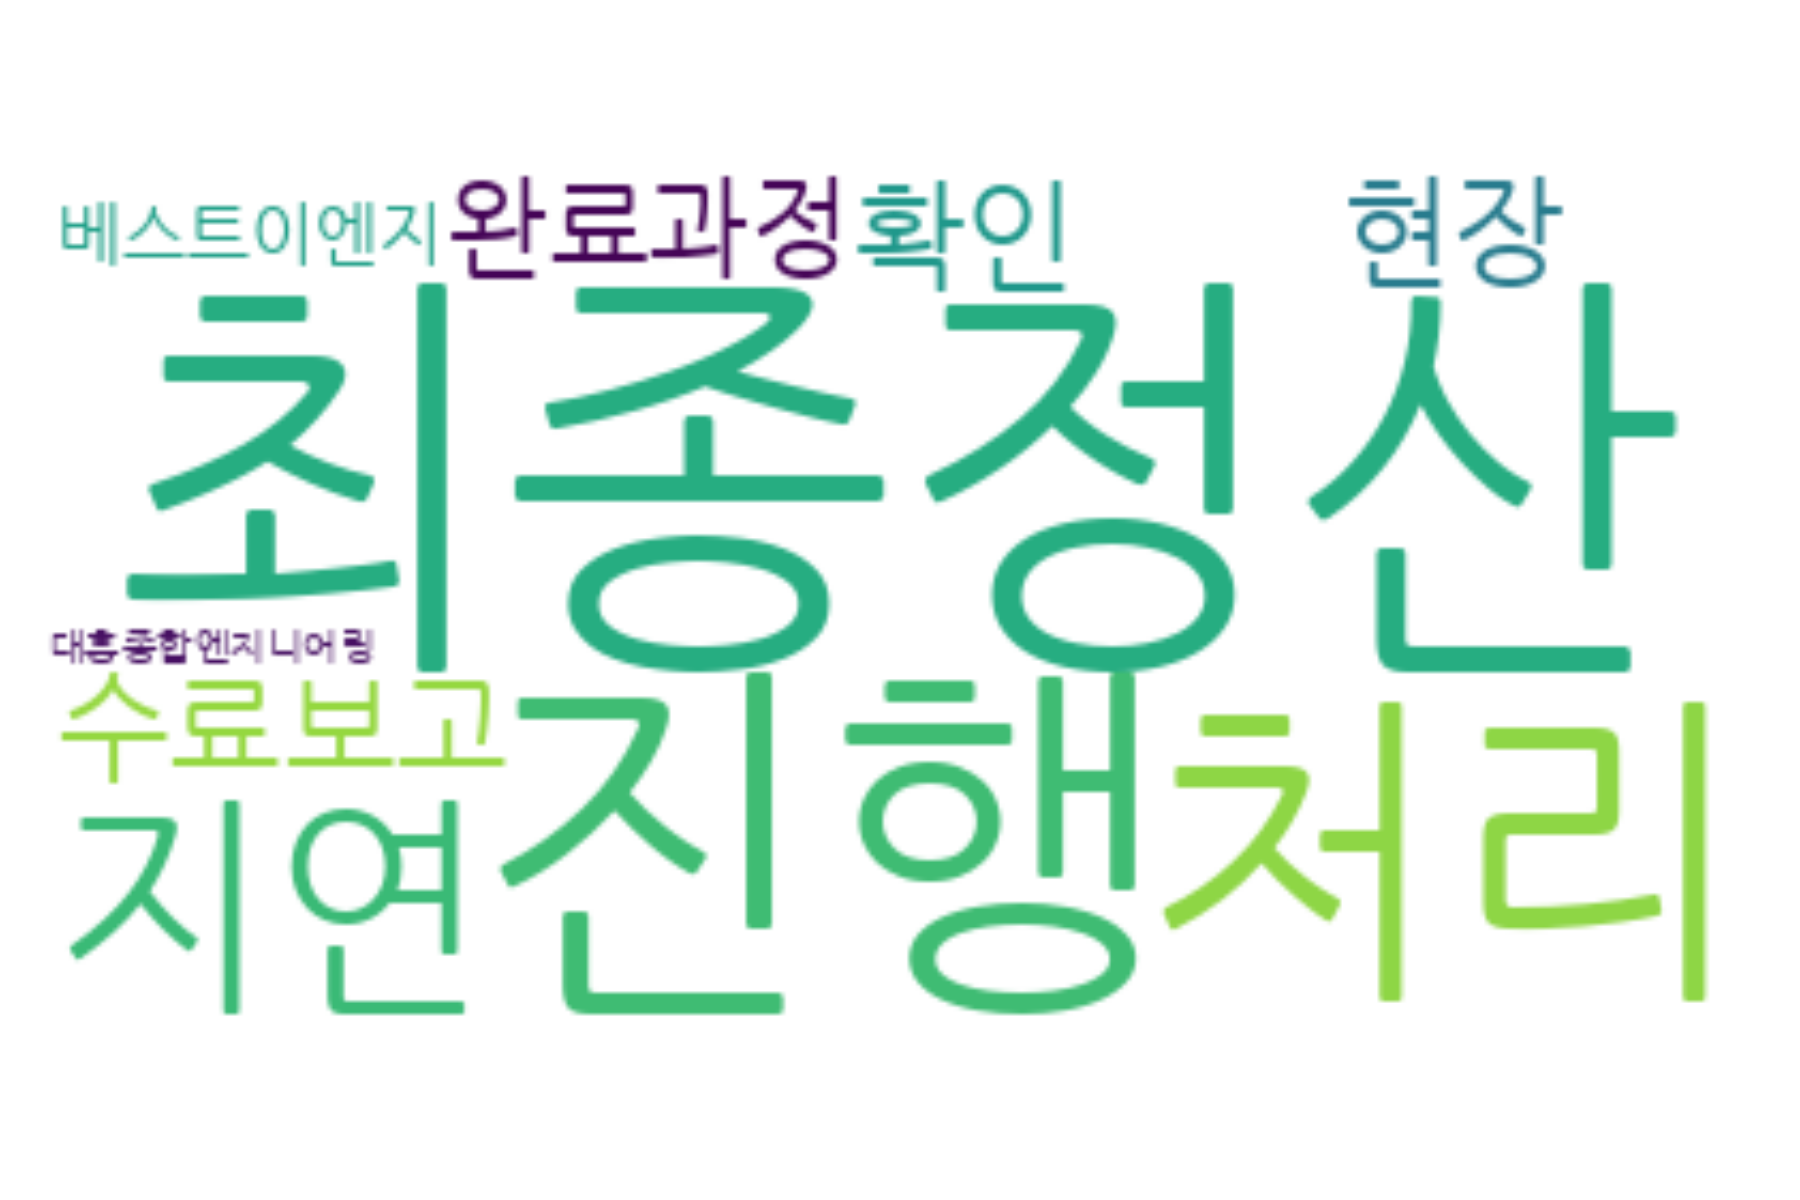 베스트이엔지 완료과정 확인 현장
최종정산
대흥종합엔지니어링
수료보고
지연 진행 처리